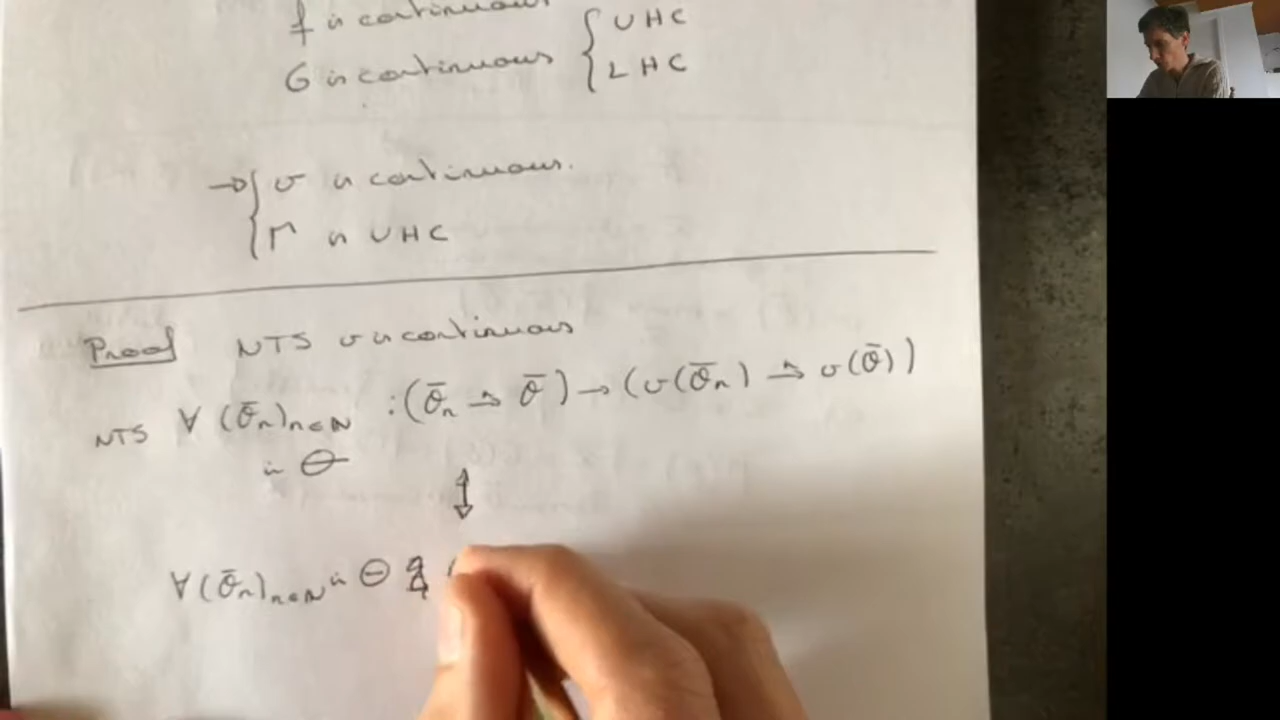 f is continuous
G is continuous { UHC
LHC
→ { v is continuous.
Γ is UHC
Proof NTS v is continuous
NTS ∀ (θ̄ₙ)ₙ∈ℕ : (θ̄ₙ → θ̄) → (v(θ̄ₙ) → v(θ̄))
in Θ
↕
∀(θ̄ₙ)ₙ∈ℕ in Θ